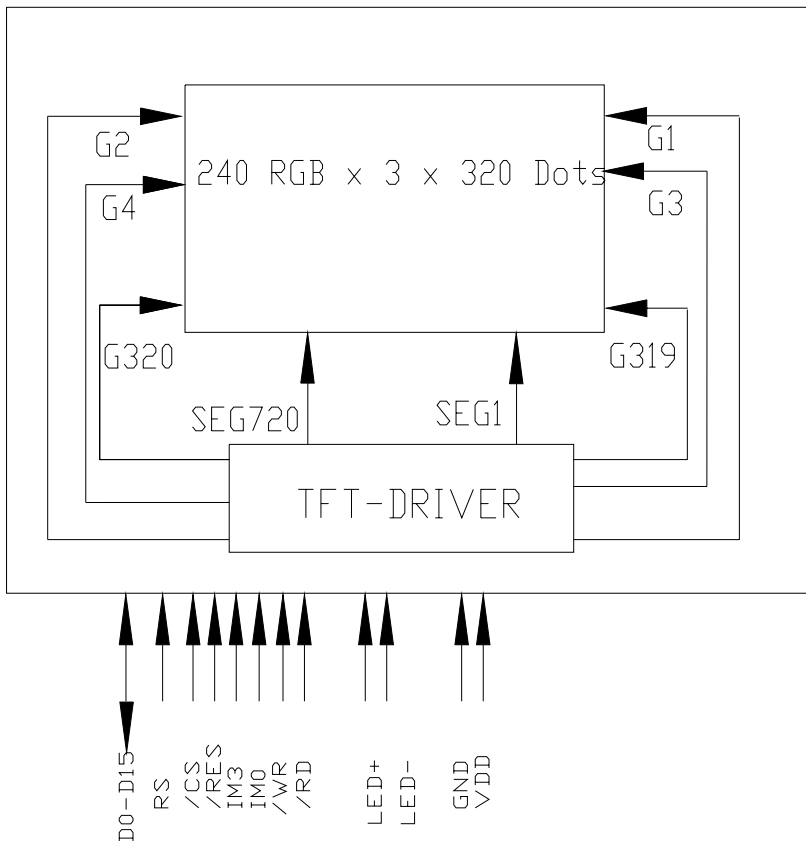 G2
G1
240 RGB x 3 x 320 Dots
G4
G3
G320
G319
SEG720
SEG1
TFT-DRIVER
D0-D15
RS
/CS
/RES
IM3
IM0
/WR
/RD
LED+
LED-
GND
VDD